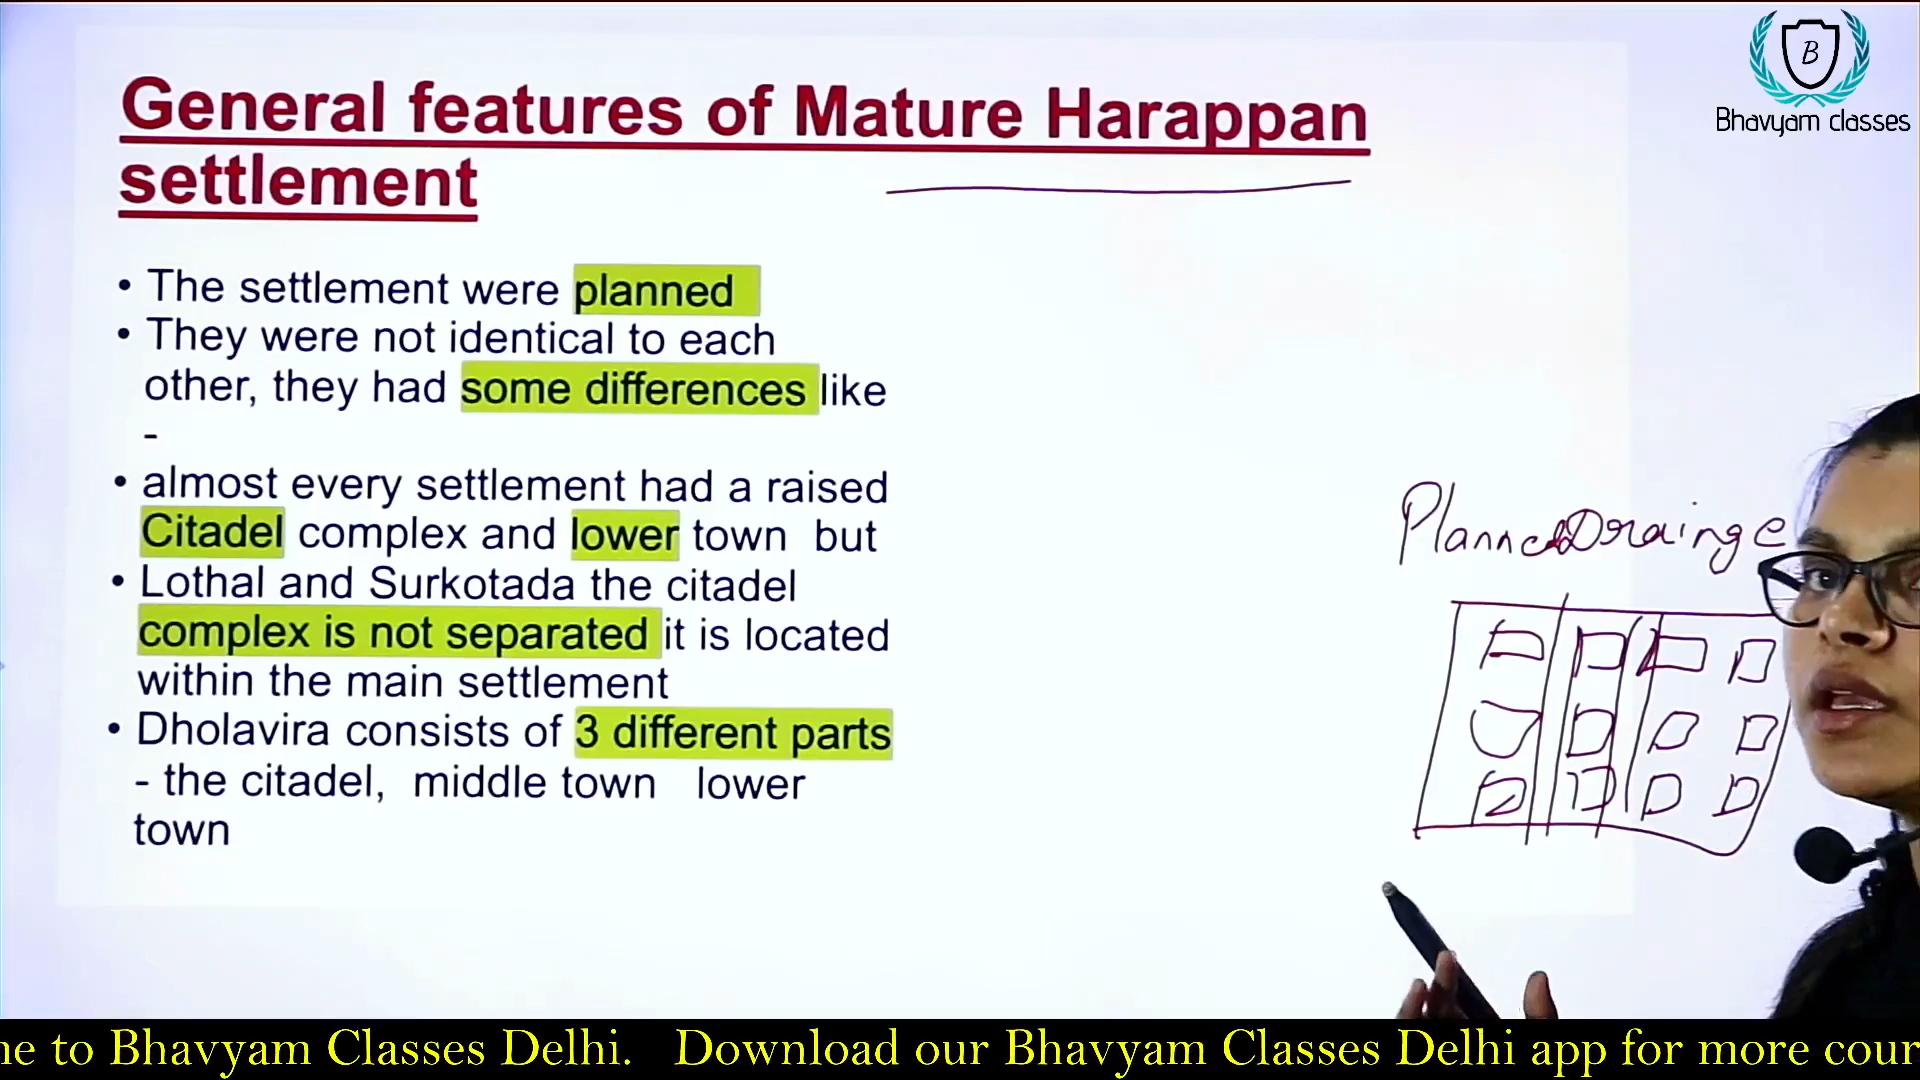 B
Bhavyam classes
General features of Mature Harappan
settlement
• The settlement were planned
• They were not identical to each
other, they had some differences like
-
• almost every settlement had a raised
Citadel complex and lower town but
• Lothal and Surkotada the citadel
complex is not separated it is located
within the main settlement
• Dholavira consists of 3 different parts
- the citadel, middle town lower
town
Planned Drainge
ne to Bhavyam Classes Delhi. Download our Bhavyam Classes Delhi app for more cour